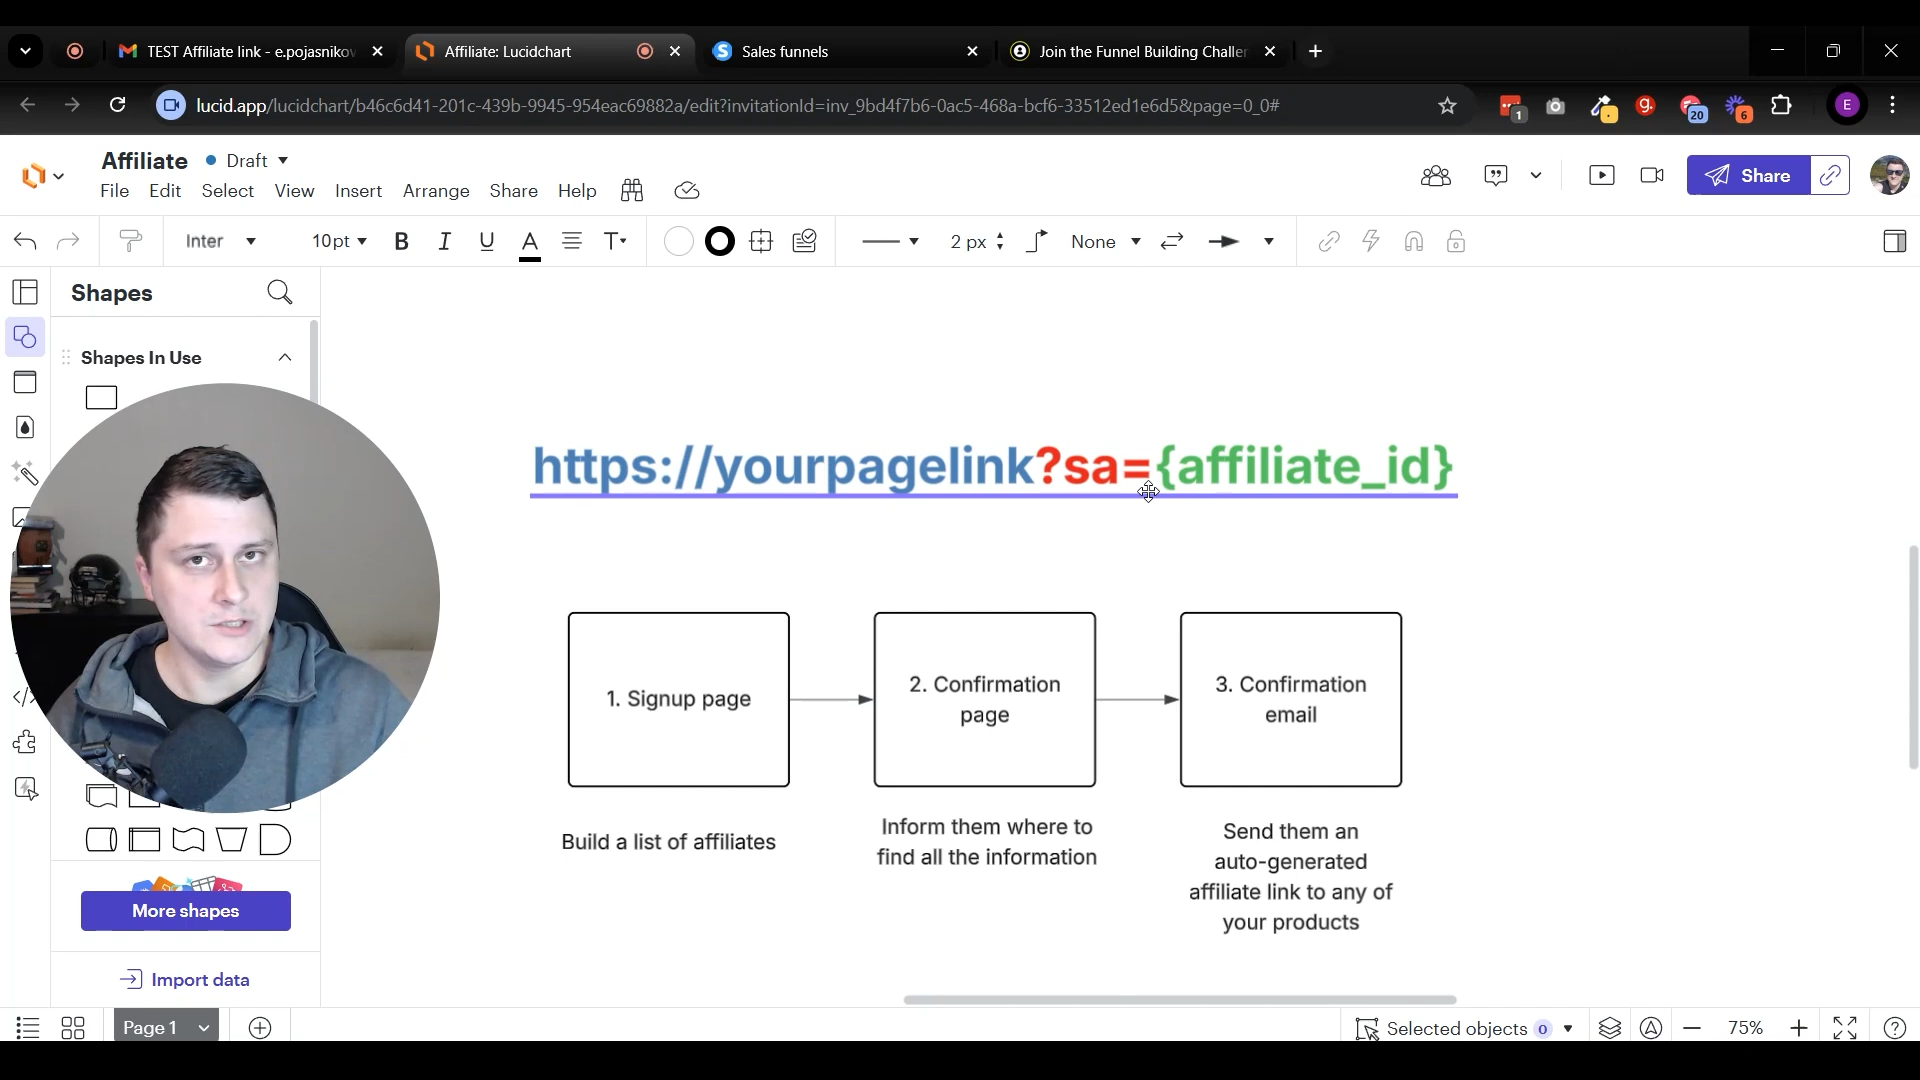 TEST Affiliate link - e.pojasnikov
Affiliate: Lucidchart
Sales funnels
Join the Funnel Building Challer
lucid.app/lucidchart/b46c6d41-201c-439b-9945-954eac69882a/edit?invitationId=inv_9bd4f7b6-0ac5-468a-bcf6-33512ed1e6d5&page=0_0#
1
g.
20
6
E
Affiliate
Draft
File Edit Select View Insert Arrange Share Help
Share
Inter
10pt
B I U A T
2 px
None
Shapes
Shapes In Use
https://yourpagelink?sa={affiliate_id}
1. Signup page
2. Confirmation
page
3. Confirmation
email
Build a list of affiliates
Inform them where to
find all the information
Send them an
auto-generated
affiliate link to any of
your products
More shapes
Import data
Page 1
Selected objects 0
75%